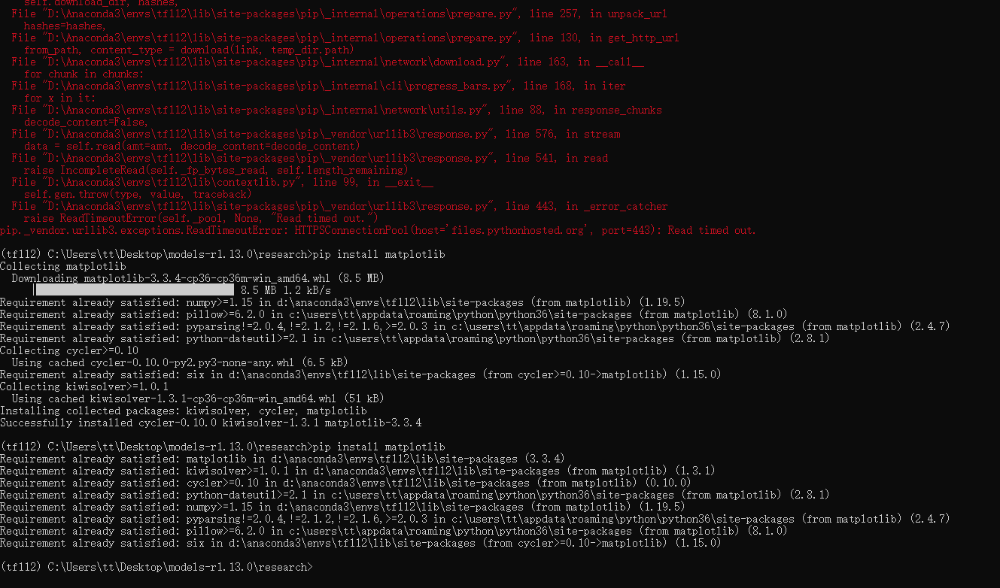 self.download_dir, hashes,
File "D:\Anaconda3\envs\tf112\lib\site-packages\pip\_internal\operations\prepare.py", line 257, in unpack_url
hashes=hashes,
File "D:\Anaconda3\envs\tf112\lib\site-packages\pip\_internal\operations\prepare.py", line 130, in get_http_url
from_path, content_type = download(link, temp_dir.path)
File "D:\Anaconda3\envs\tf112\lib\site-packages\pip\_internal\network\download.py", line 163, in __call__
for chunk in chunks:
File "D:\Anaconda3\envs\tf112\lib\site-packages\pip\_internal\cli\progress_bars.py", line 168, in iter
for x in it:
File "D:\Anaconda3\envs\tf112\lib\site-packages\pip\_internal\network\utils.py", line 88, in response_chunks
decode_content=False,
File "D:\Anaconda3\envs\tf112\lib\site-packages\pip\_vendor\urllib3\response.py", line 576, in stream
data = self.read(amt=amt, decode_content=decode_content)
File "D:\Anaconda3\envs\tf112\lib\site-packages\pip\_vendor\urllib3\response.py", line 541, in read
raise IncompleteRead(self._fp_bytes_read, self.length_remaining)
File "D:\Anaconda3\envs\tf112\lib\contextlib.py", line 99, in __exit__
self.gen.throw(type, value, traceback)
File "D:\Anaconda3\envs\tf112\lib\site-packages\pip\_vendor\urllib3\response.py", line 443, in _error_catcher
raise ReadTimeoutError(self._pool, None, "Read timed out.")
pip._vendor.urllib3.exceptions.ReadTimeoutError: HTTPSConnectionPool(host='files.pythonhosted.org', port=443): Read timed out.
(tf112) C:\Users\tt\Desktop\models-r1.13.0\research>pip install matplotlib
Collecting matplotlib
Downloading matplotlib-3.3.4-cp36-cp36m-win_amd64.whl (8.5 MB)
| 8.5 MB 1.2 kB/s
Requirement already satisfied: numpy>=1.15 in d:\anaconda3\envs\tf112\lib\site-packages (from matplotlib) (1.19.5)
Requirement already satisfied: pillow>=6.2.0 in c:\users\tt\appdata\roaming\python\python36\site-packages (from matplotlib) (8.1.0)
Requirement already satisfied: pyparsing!=2.0.4,!=2.1.2,!=2.1.6,>=2.0.3 in c:\users\tt\appdata\roaming\python\python36\site-packages (from matplotlib) (2.4.7)
Requirement already satisfied: python-dateutil>=2.1 in c:\users\tt\appdata\roaming\python\python36\site-packages (from matplotlib) (2.8.1)
Collecting cycler>=0.10
Using cached cycler-0.10.0-py2.py3-none-any.whl (6.5 kB)
Requirement already satisfied: six in d:\anaconda3\envs\tf112\lib\site-packages (from cycler>=0.10->matplotlib) (1.15.0)
Collecting kiwisolver>=1.0.1
Using cached kiwisolver-1.3.1-cp36-cp36m-win_amd64.whl (51 kB)
Installing collected packages: kiwisolver, cycler, matplotlib
Successfully installed cycler-0.10.0 kiwisolver-1.3.1 matplotlib-3.3.4
(tf112) C:\Users\tt\Desktop\models-r1.13.0\research>pip install matplotlib
Requirement already satisfied: matplotlib in d:\anaconda3\envs\tf112\lib\site-packages (3.3.4)
Requirement already satisfied: kiwisolver>=1.0.1 in d:\anaconda3\envs\tf112\lib\site-packages (from matplotlib) (1.3.1)
Requirement already satisfied: cycler>=0.10 in d:\anaconda3\envs\tf112\lib\site-packages (from matplotlib) (0.10.0)
Requirement already satisfied: python-dateutil>=2.1 in c:\users\tt\appdata\roaming\python\python36\site-packages (from matplotlib) (2.8.1)
Requirement already satisfied: numpy>=1.15 in d:\anaconda3\envs\tf112\lib\site-packages (from matplotlib) (1.19.5)
Requirement already satisfied: pyparsing!=2.0.4,!=2.1.2,!=2.1.6,>=2.0.3 in c:\users\tt\appdata\roaming\python\python36\site-packages (from matplotlib) (2.4.7)
Requirement already satisfied: pillow>=6.2.0 in c:\users\tt\appdata\roaming\python\python36\site-packages (from matplotlib) (8.1.0)
Requirement already satisfied: six in d:\anaconda3\envs\tf112\lib\site-packages (from cycler>=0.10->matplotlib) (1.15.0)
(tf112) C:\Users\tt\Desktop\models-r1.13.0\research>